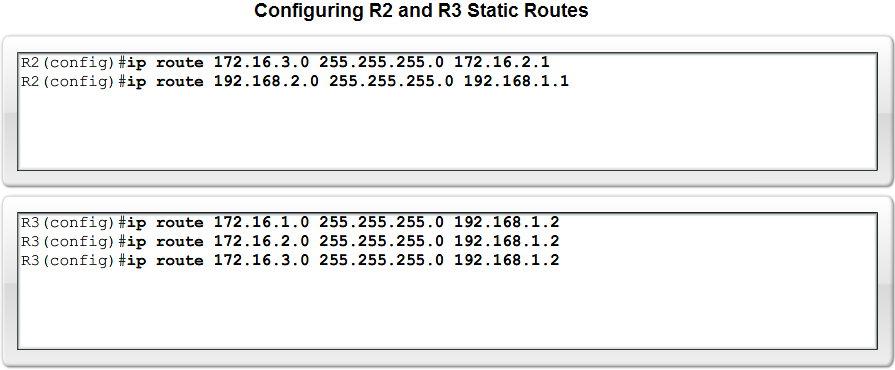 Configuring R2 and R3 Static Routes
R2(config)#ip route 172.16.3.0 255.255.255.0 172.16.2.1
R2(config)#ip route 192.168.2.0 255.255.255.0 192.168.1.1
R3(config)#ip route 172.16.1.0 255.255.255.0 192.168.1.2
R3(config)#ip route 172.16.2.0 255.255.255.0 192.168.1.2
R3(config)#ip route 172.16.3.0 255.255.255.0 192.168.1.2